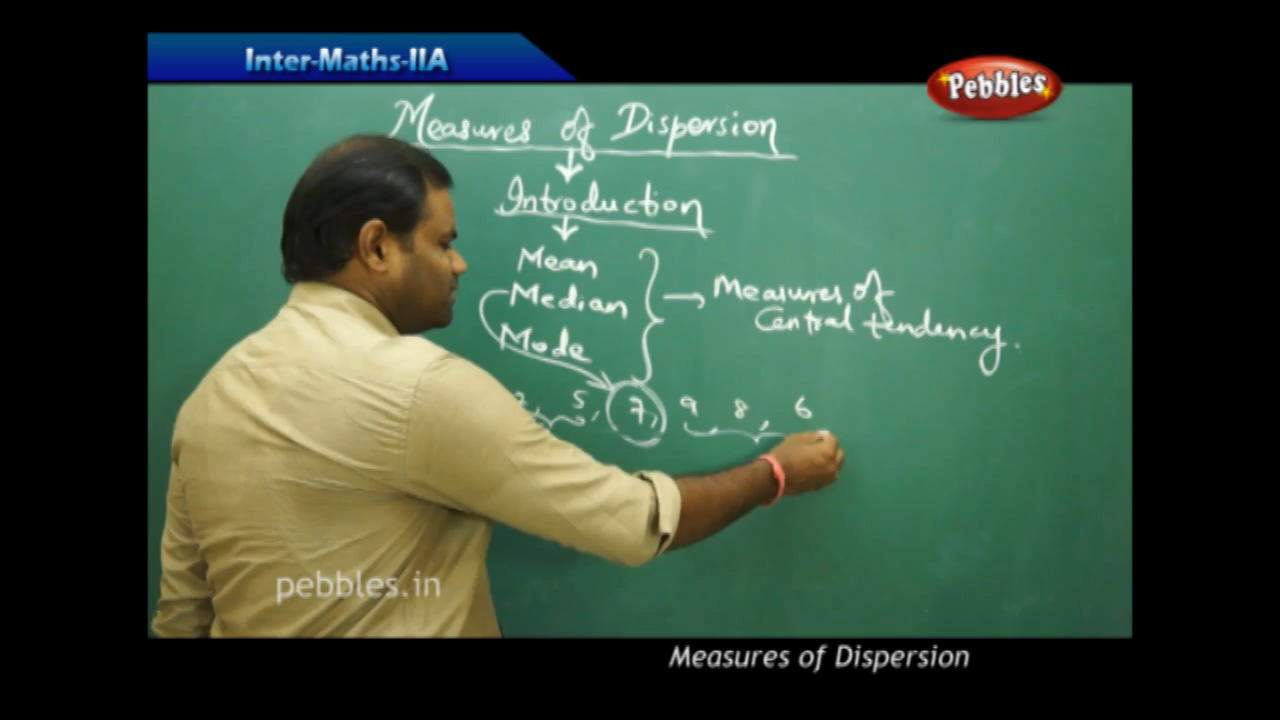 Inter-Maths-IIA
Pebbles
Measures of Dispersion
Introduction
Mean
Median
Mode
Measures of
Central tendency.
5, 7, 9, 8, 6
pebbles.in
Measures of Dispersion